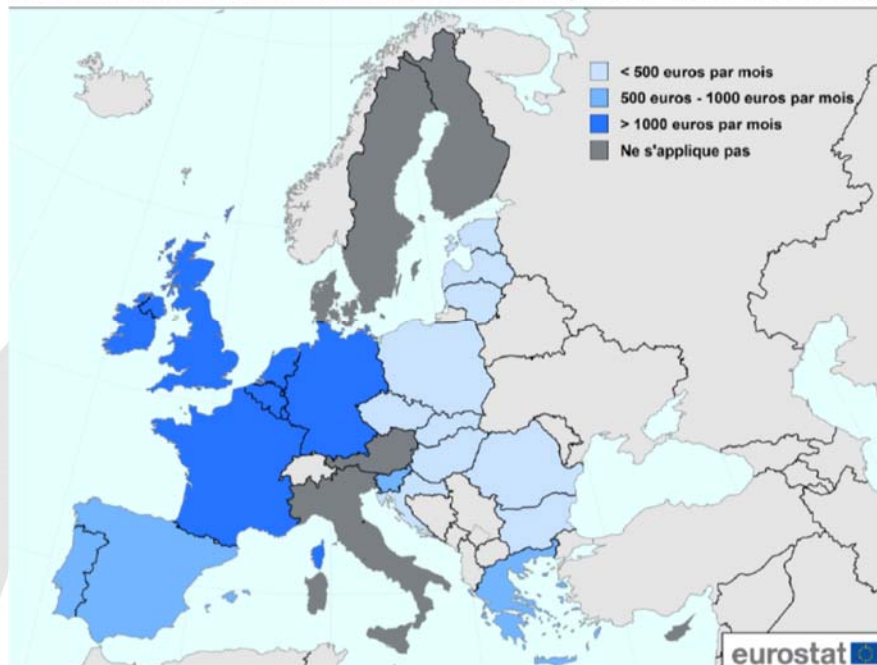 < 500 euros par mois
500 euros - 1000 euros par mois
> 1000 euros par mois
Ne s'applique pas
eurostat